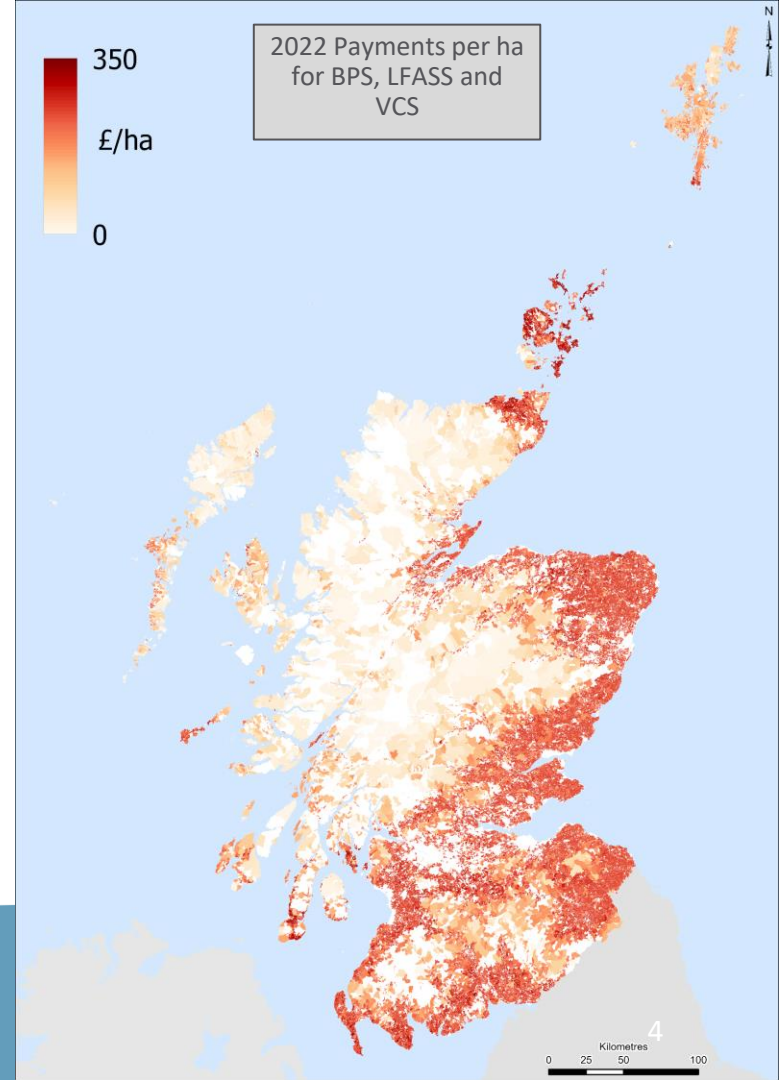 350
£/ha
0
2022 Payments per ha
for BPS, LFASS and
VCS
N
4
Kilometres
0 25 50 100